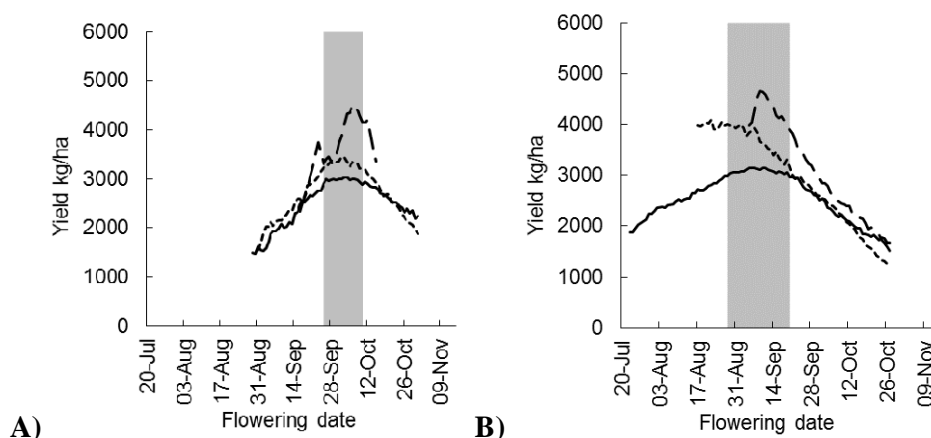 6000
5000
4000
3000
2000
1000
0
Yield kg/ha
20-Jul
03-Aug
17-Aug
31-Aug
14-Sep
28-Sep
12-Oct
26-Oct
09-Nov
Flowering date
A)
6000
5000
4000
3000
2000
1000
0
Yield kg/ha
20-Jul
03-Aug
17-Aug
31-Aug
14-Sep
28-Sep
12-Oct
26-Oct
09-Nov
Flowering date
B)